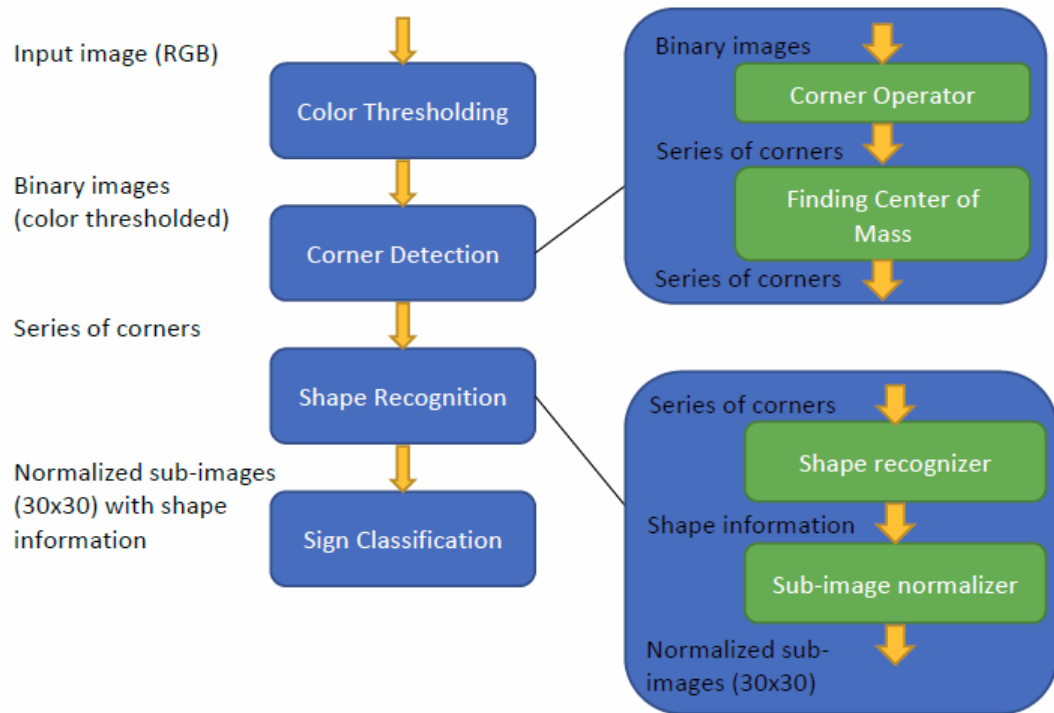 Input image (RGB)
Color Thresholding
Binary images
(color thresholded)
Corner Detection
Series of corners
Shape Recognition
Normalized sub-images
(30x30) with shape
information
Sign Classification
Binary images
Corner Operator
Series of corners
Finding Center of
Mass
Series of corners
Series of corners
Shape recognizer
Shape information
Sub-image normalizer
Normalized sub-
images (30x30)